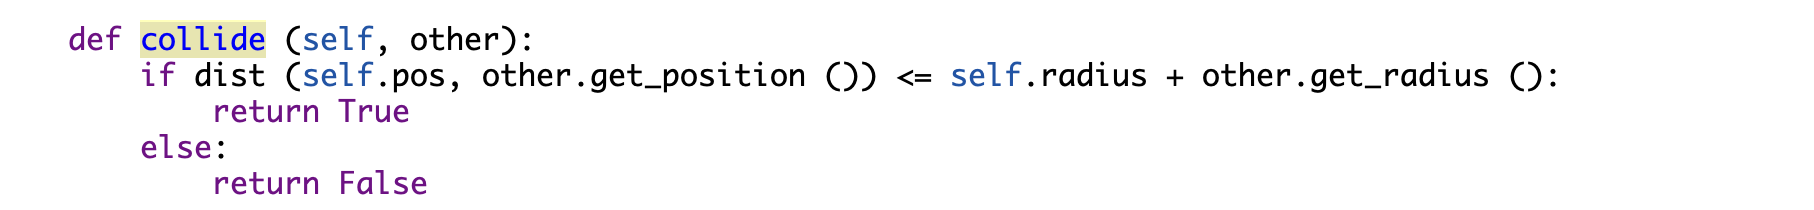 def collide (self, other):
    if dist (self.pos, other.get_position ()) <= self.radius + other.get_radius ():
        return True
    else:
        return False